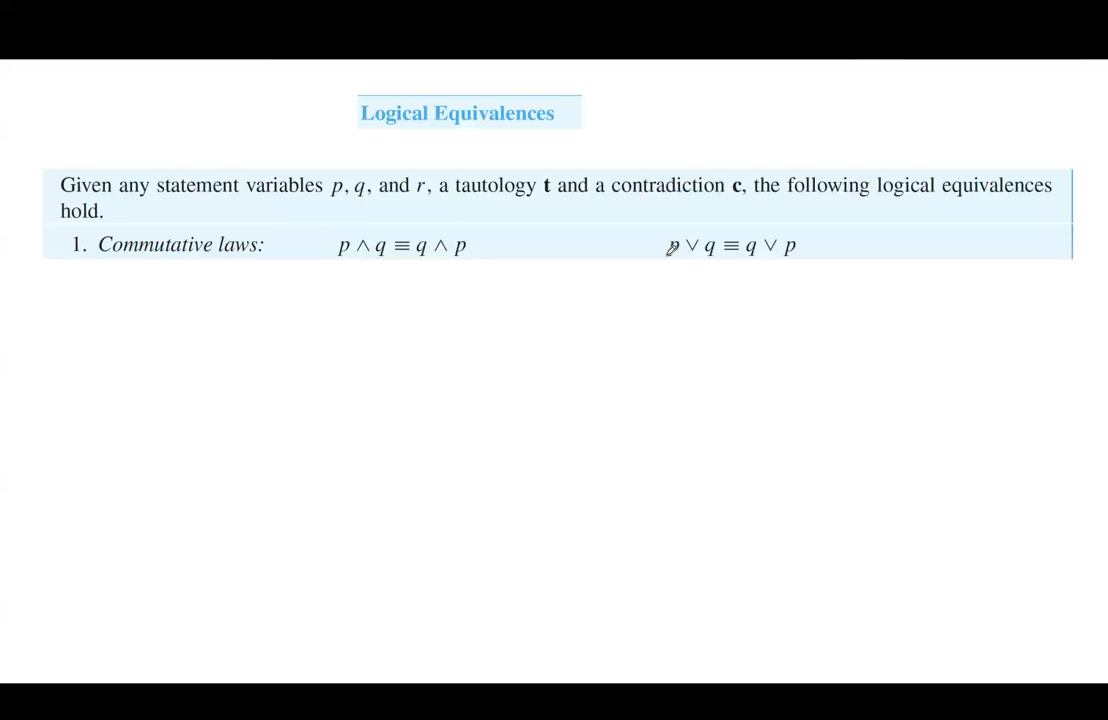 Logical Equivalences
Given any statement variables p, q, and r, a tautology t and a contradiction c, the following logical equivalences
hold.
1. Commutative laws: p ∧ q ≡ q ∧ p p ∨ q ≡ q ∨ p